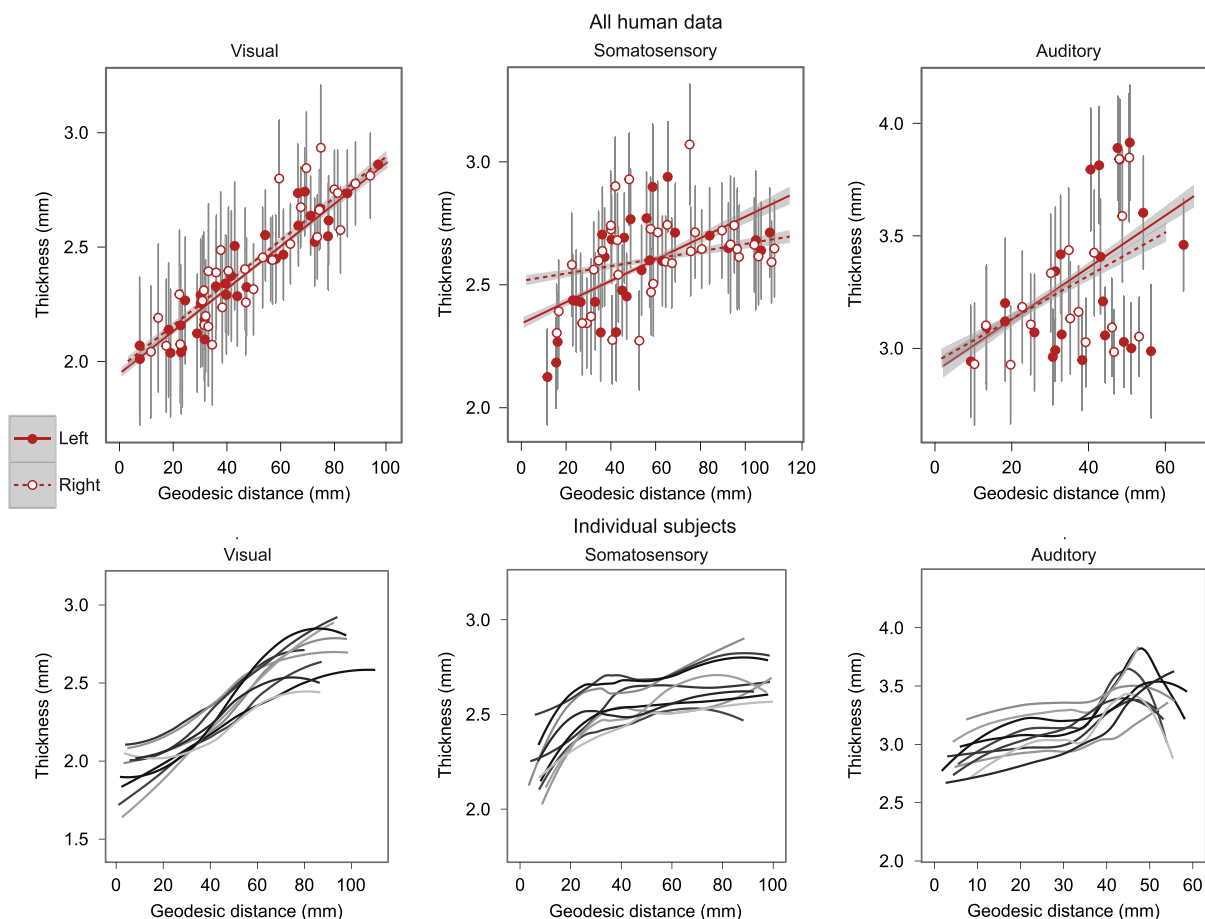 All human data
Visual
Somatosensory
Auditory
Thickness (mm)
3.0
2.5
2.0
0 20 40 60 80 100
Geodesic distance (mm)
Thickness (mm)
3.0
2.5
2.0
0 20 40 60 80 100 120
Geodesic distance (mm)
Thickness (mm)
4.0
3.5
3.0
0 20 40 60
Geodesic distance (mm)
Left
Right
Individual subjects
Visual
Somatosensory
Auditory
Thickness (mm)
3.0
2.5
2.0
1.5
0 20 40 60 80 100
Geodesic distance (mm)
Thickness (mm)
3.0
2.5
2.0
0 20 40 60 80 100
Geodesic distance (mm)
Thickness (mm)
4.0
3.5
3.0
2.5
2.0
0 10 20 30 40 50 60
Geodesic distance (mm)